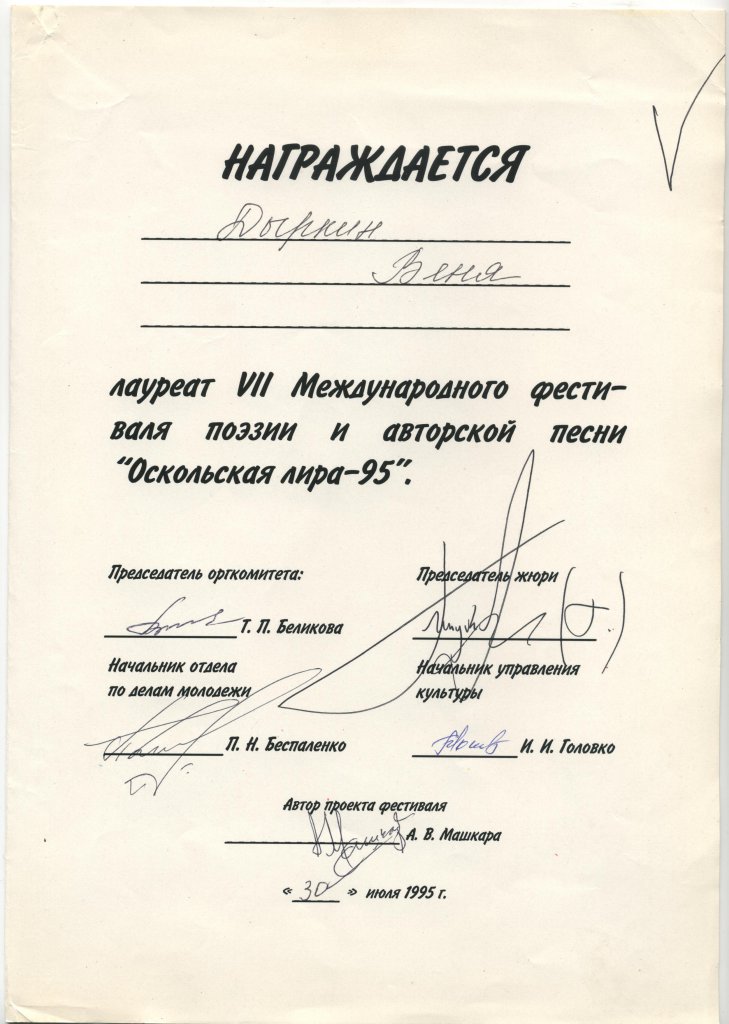 НАГРАЖДАЕТСЯ
Дыркин
Веня
лауреат VII Международного фести-
валя поэзии и авторской песни
"Оскольская лира-95".
Председатель оргкомитета:
Т. П. Беликова
Председатель жюри
Начальник отдела
по делам молодежи
П. Н. Беспаленко
Начальник управления
культуры
И. И. Головко
Автор проекта фестиваля
А. В. Машкара
« 30 » июля 1995 г.